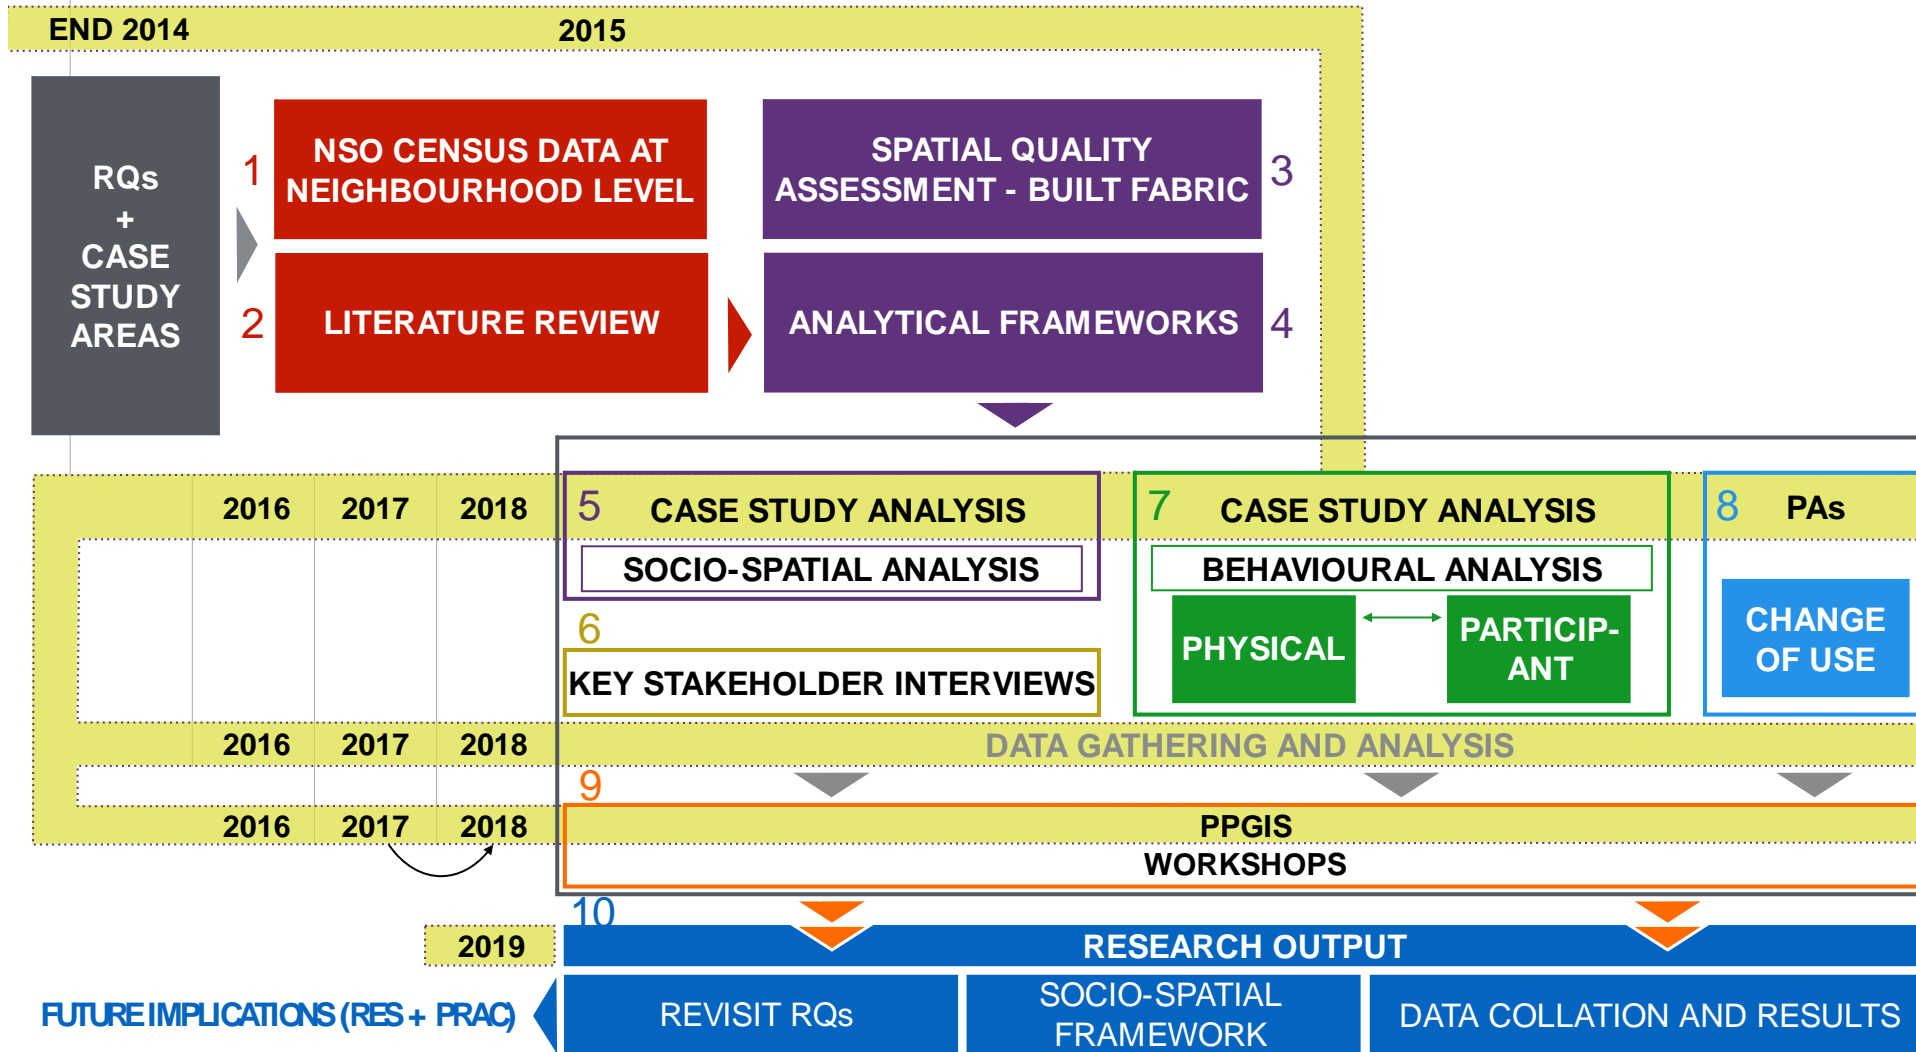 END 2014
2015
RQs
+
CASE
STUDY
AREAS
1
NSO CENSUS DATA AT
NEIGHBOURHOOD LEVEL
2
LITERATURE REVIEW
SPATIAL QUALITY
ASSESSMENT - BUILT FABRIC
3
ANALYTICAL FRAMEWORKS
4
2016
2017
2018
5
CASE STUDY ANALYSIS
SOCIO-SPATIAL ANALYSIS
6
KEY STAKEHOLDER INTERVIEWS
7
CASE STUDY ANALYSIS
BEHAVIOURAL ANALYSIS
PHYSICAL
PARTICIP-
ANT
8
PAs
CHANGE
OF USE
2016
2017
2018
DATA GATHERING AND ANALYSIS
9
2016
2017
2018
PPGIS
WORKSHOPS
10
2019
RESEARCH OUTPUT
FUTURE IMPLICATIONS (RES + PRAC)
REVISIT RQs
SOCIO-SPATIAL
FRAMEWORK
DATA COLLATION AND RESULTS